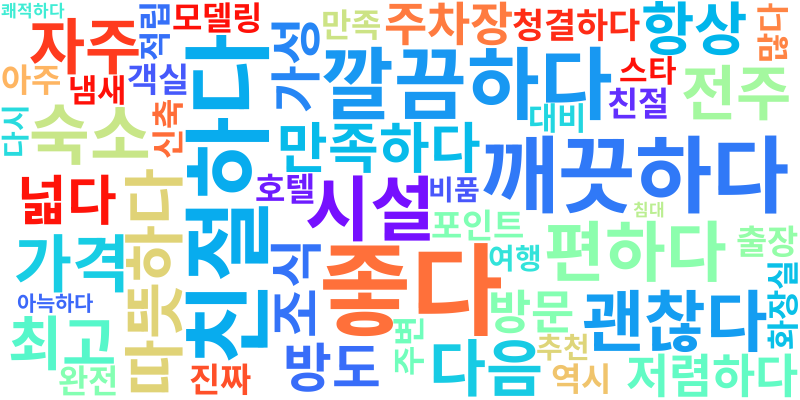 쾌적하다
자주
적립
모델링
만족
주차장
청결하다
항상
많다
아주
냄새
객실
가성
깔끔하다
스타
친절
전주
다시
숙소
신축
친절하다
만족하다
대비
깨끗하다
넓다
따뜻하다
호텔
시설
비품
침대
포인트
가격
조식
좋다
여행
편하다
출장
아늑하다
방문
괜찮다
화장실
최고
완전
진짜
방도
주변
다음
추천
역시
저렴하다